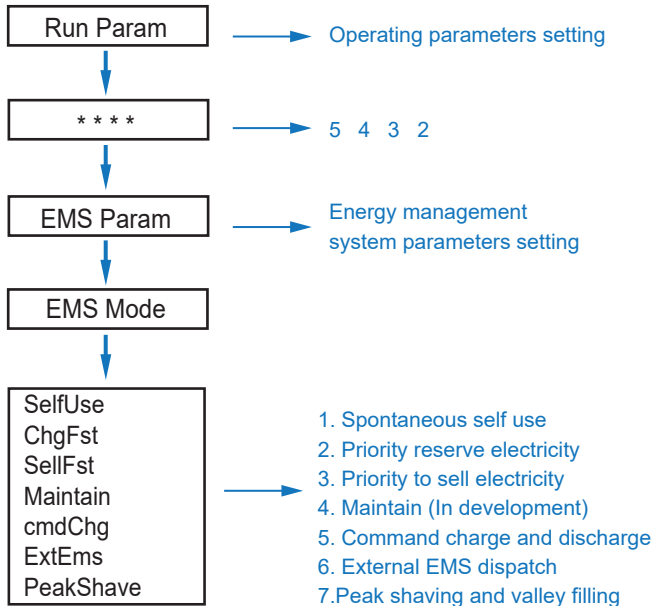 Run Param
Operating parameters setting
* * * *
5 4 3 2
EMS Param
Energy management
system parameters setting
EMS Mode
SelfUse
ChgFst
SellFst
Maintain
cmdChg
ExtEms
PeakShave
1. Spontaneous self use
2. Priority reserve electricity
3. Priority to sell electricity
4. Maintain (In development)
5. Command charge and discharge
6. External EMS dispatch
7.Peak shaving and valley filling